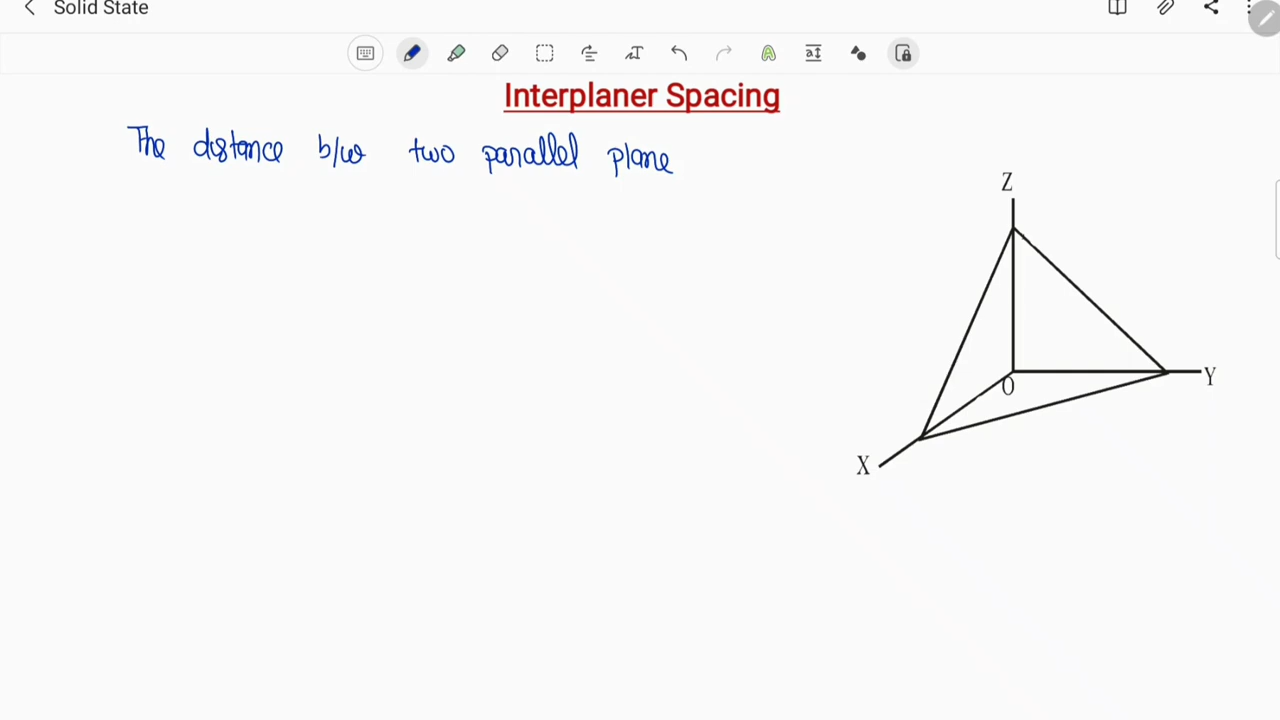 Solid State
Interplaner Spacing
The distance b/w two parallel plane
Z
O
Y
X